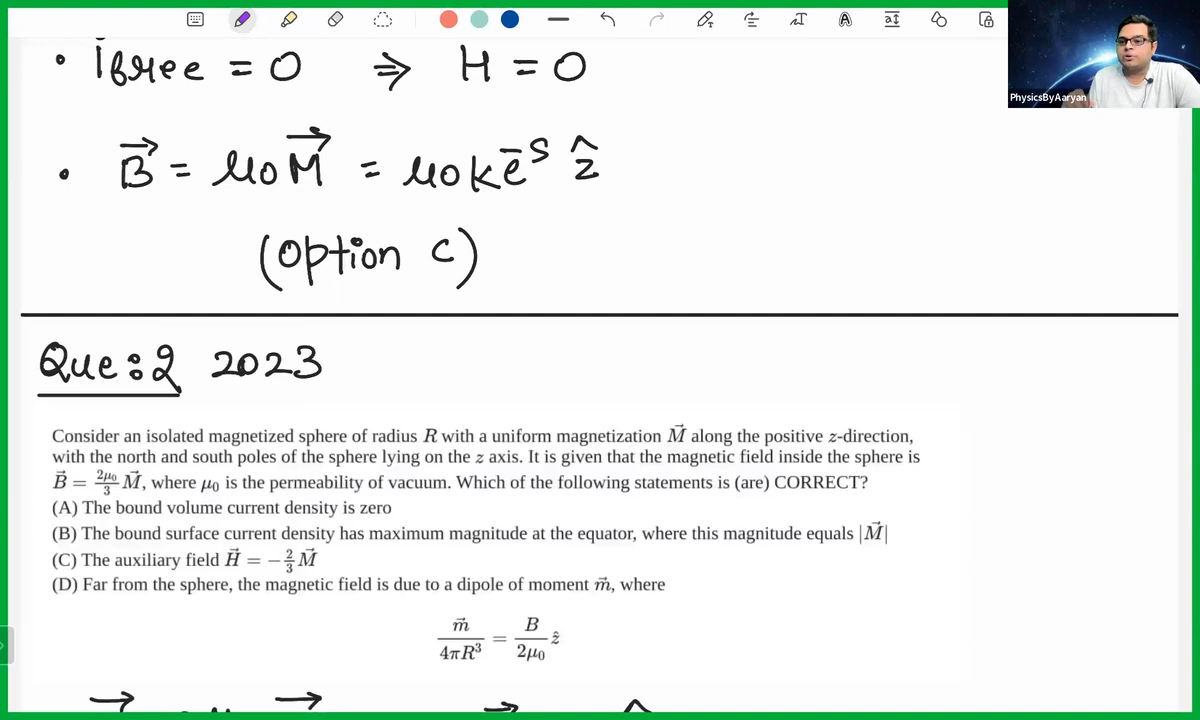 • Ifree = 0 ⇒ H = 0
PhysicsByAaryan
• B⃗ = μ0 M⃗ = μ0 k e^-s ẑ
(option c)
Que:2 2023
Consider an isolated magnetized sphere of radius R with a uniform magnetization M⃗ along the positive z-direction,
with the north and south poles of the sphere lying on the z axis. It is given that the magnetic field inside the sphere is
B⃗ = 2μ0/3 M⃗, where μ0 is the permeability of vacuum. Which of the following statements is (are) CORRECT?
(A) The bound volume current density is zero
(B) The bound surface current density has maximum magnitude at the equator, where this magnitude equals |M⃗|
(C) The auxiliary field H⃗ = −2/3 M⃗
(D) Far from the sphere, the magnetic field is due to a dipole of moment m⃗, where
m⃗/4πR³ = B/2μ0 ẑ